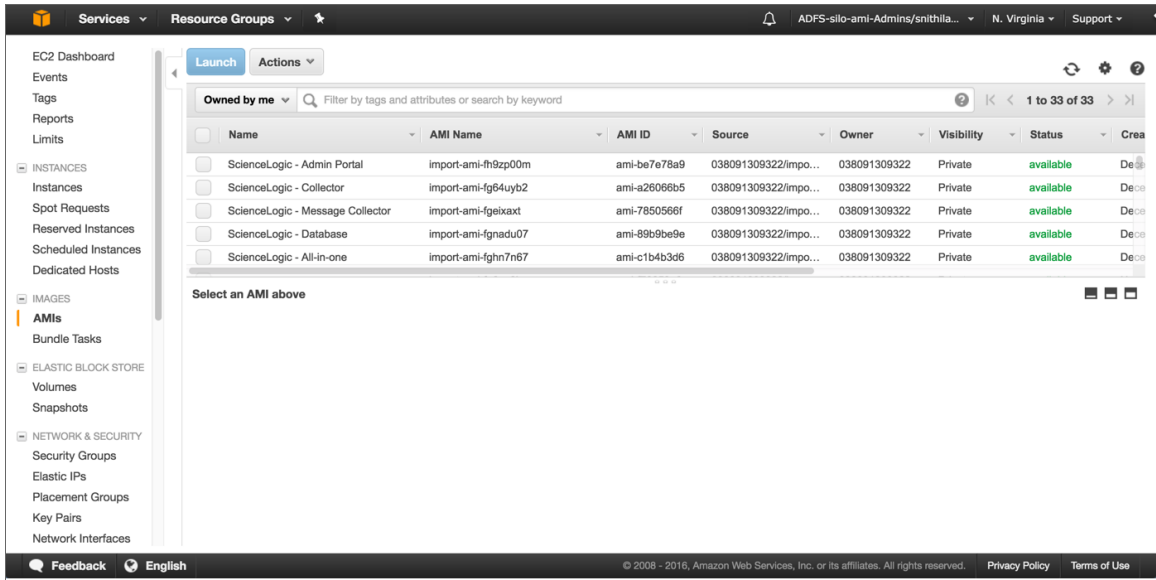 Services Resource Groups ADFS-silo-ami-Admins/snithila... N. Virginia Support
EC2 Dashboard
Events
Tags
Reports
Limits
INSTANCES
Instances
Spot Requests
Reserved Instances
Scheduled Instances
Dedicated Hosts
IMAGES
AMIs
Bundle Tasks
ELASTIC BLOCK STORE
Volumes
Snapshots
NETWORK & SECURITY
Security Groups
Elastic IPs
Placement Groups
Key Pairs
Network Interfaces
Launch Actions
Owned by me Filter by tags and attributes or search by keyword 1 to 33 of 33
Name AMI Name AMI ID Source Owner Visibility Status Crea
ScienceLogic - Admin Portal import-ami-fh9zp00m ami-be7e78a9 038091309322/impo... 038091309322 Private available Dece
ScienceLogic - Collector import-ami-fg64uyb2 ami-a26066b5 038091309322/impo... 038091309322 Private available Dece
ScienceLogic - Message Collector import-ami-fgeixaxt ami-7850566f 038091309322/impo... 038091309322 Private available Dece
ScienceLogic - Database import-ami-fgnadu07 ami-89b9be9e 038091309322/impo... 038091309322 Private available Dece
ScienceLogic - All-in-one import-ami-fghn7n67 ami-c1b4b3d6 038091309322/impo... 038091309322 Private available Dece
Select an AMI above
Feedback English © 2008 - 2016, Amazon Web Services, Inc. or its affiliates. All rights reserved. Privacy Policy Terms of Use